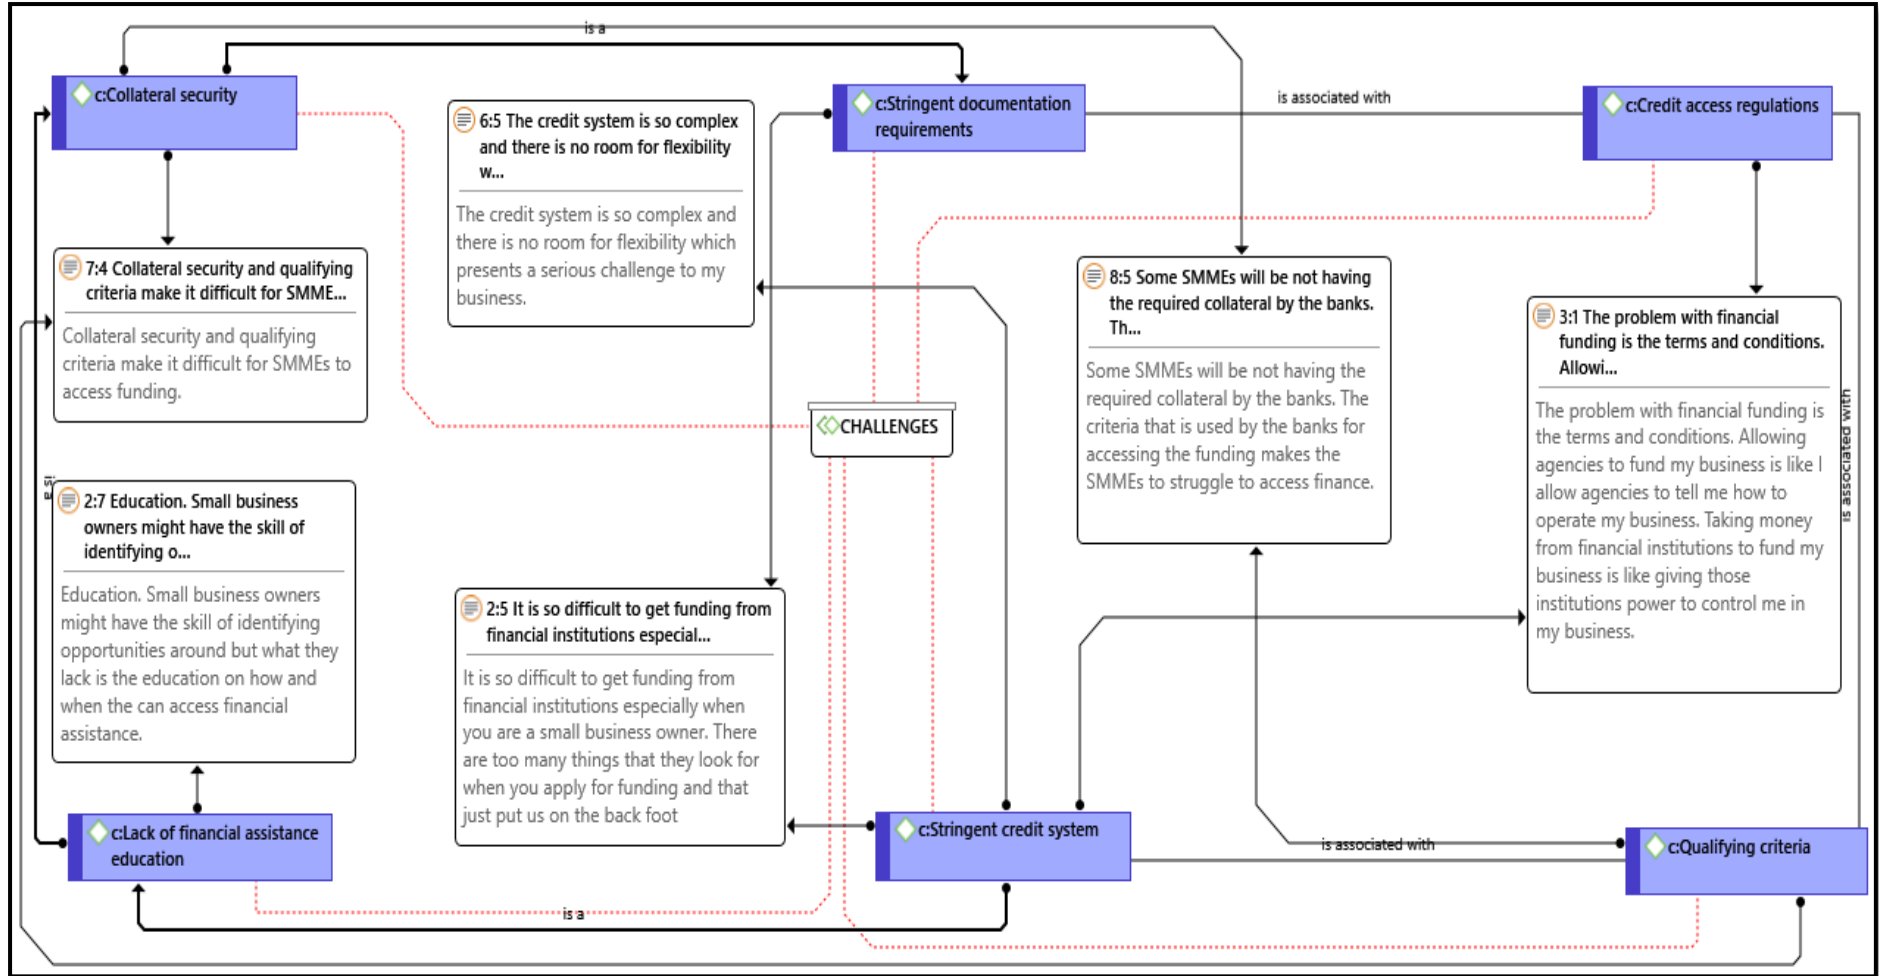 is a
c:Collateral security
6:5 The credit system is so complex
and there is no room for flexibility
w...
The credit system is so complex and
there is no room for flexibility which
presents a serious challenge to my
business.
c:Stringent documentation
requirements
is associated with
c:Credit access regulations
7:4 Collateral security and qualifying
criteria make it difficult for SMME...
Collateral security and qualifying
criteria make it difficult for SMMEs to
access funding.
8:5 Some SMMEs will be not having
the required collateral by the banks.
Th...
Some SMMEs will be not having the
required collateral by the banks. The
criteria that is used by the banks for
accessing the funding makes the
SMMEs to struggle to access finance.
3:1 The problem with financial
funding is the terms and conditions.
Allowi...
The problem with financial funding is
the terms and conditions. Allowing
agencies to fund my business is like I
allow agencies to tell me how to
operate my business. Taking money
from financial institutions to fund my
business is like giving those
institutions power to control me in
my business.
is associated with
CHALLENGES
is a
2:7 Education. Small business
owners might have the skill of
identifying o...
Education. Small business owners
might have the skill of identifying
opportunities around but what they
lack is the education on how and
when the can access financial
assistance.
2:5 It is so difficult to get funding from
financial institutions especial...
It is so difficult to get funding from
financial institutions especially when
you are a small business owner. There
are too many things that they look for
when you apply for funding and that
just put us on the back foot
c:Lack of financial assistance
education
c:Stringent credit system
is associated with
c:Qualifying criteria
is a